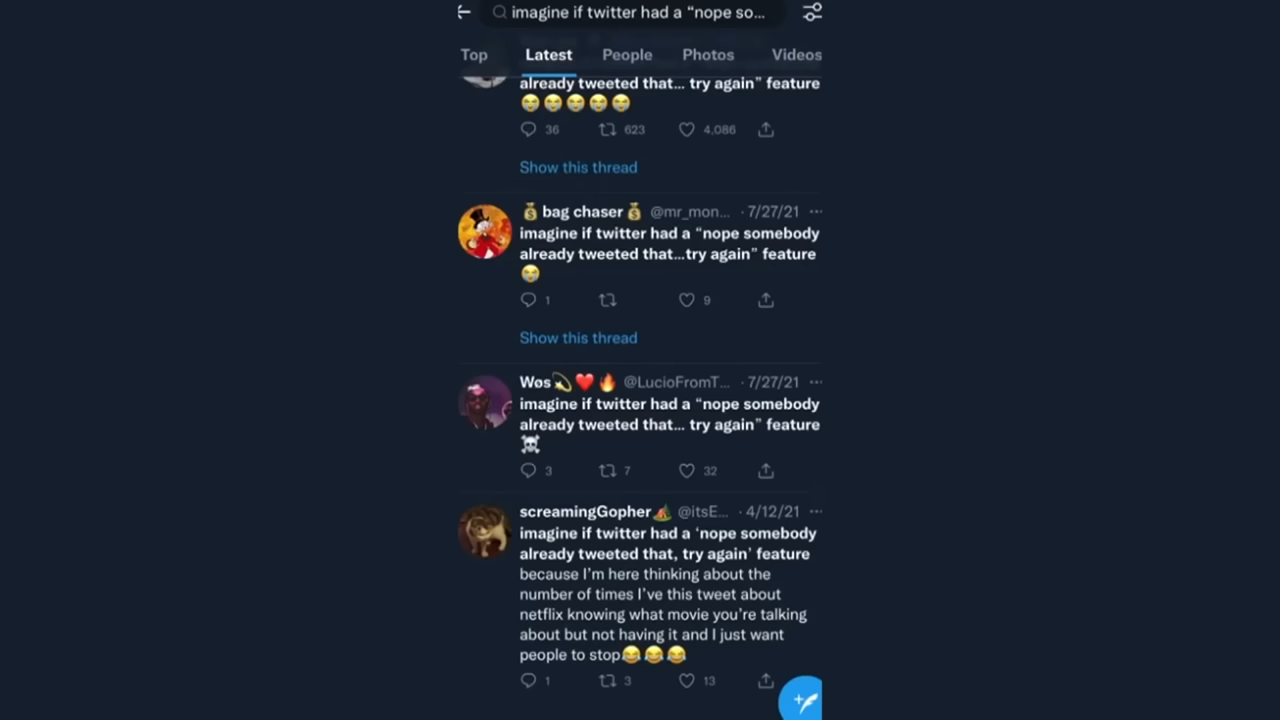 imagine if twitter had a “nope so...
Top Latest People Photos Videos
already tweeted that... try again” feature
😭😭😭😭😭
36 623 4,086
Show this thread
💰 bag chaser 💰 @mr_mon... · 7/27/21 ...
imagine if twitter had a “nope somebody
already tweeted that...try again” feature
😭
1 9
Show this thread
Wøs💫❤️🔥 @LucioFromT... · 7/27/21 ...
imagine if twitter had a “nope somebody
already tweeted that... try again” feature
☠️
3 7 32
screamingGopher🏕️ @itsE... · 4/12/21 ...
imagine if twitter had a ‘nope somebody
already tweeted that, try again’ feature
because I’m here thinking about the
number of times I’ve this tweet about
netflix knowing what movie you’re talking
about but not having it and I just want
people to stop😂😂😂
1 3 13